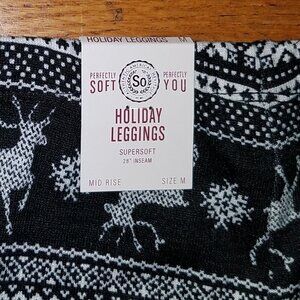 HOLIDAY LEGGINGS M
PERFECTLY SOFT
So
PERFECTLY YOU
HOLIDAY
LEGGINGS
SUPERSOFT
28" INSEAM
MID RISE SIZE M